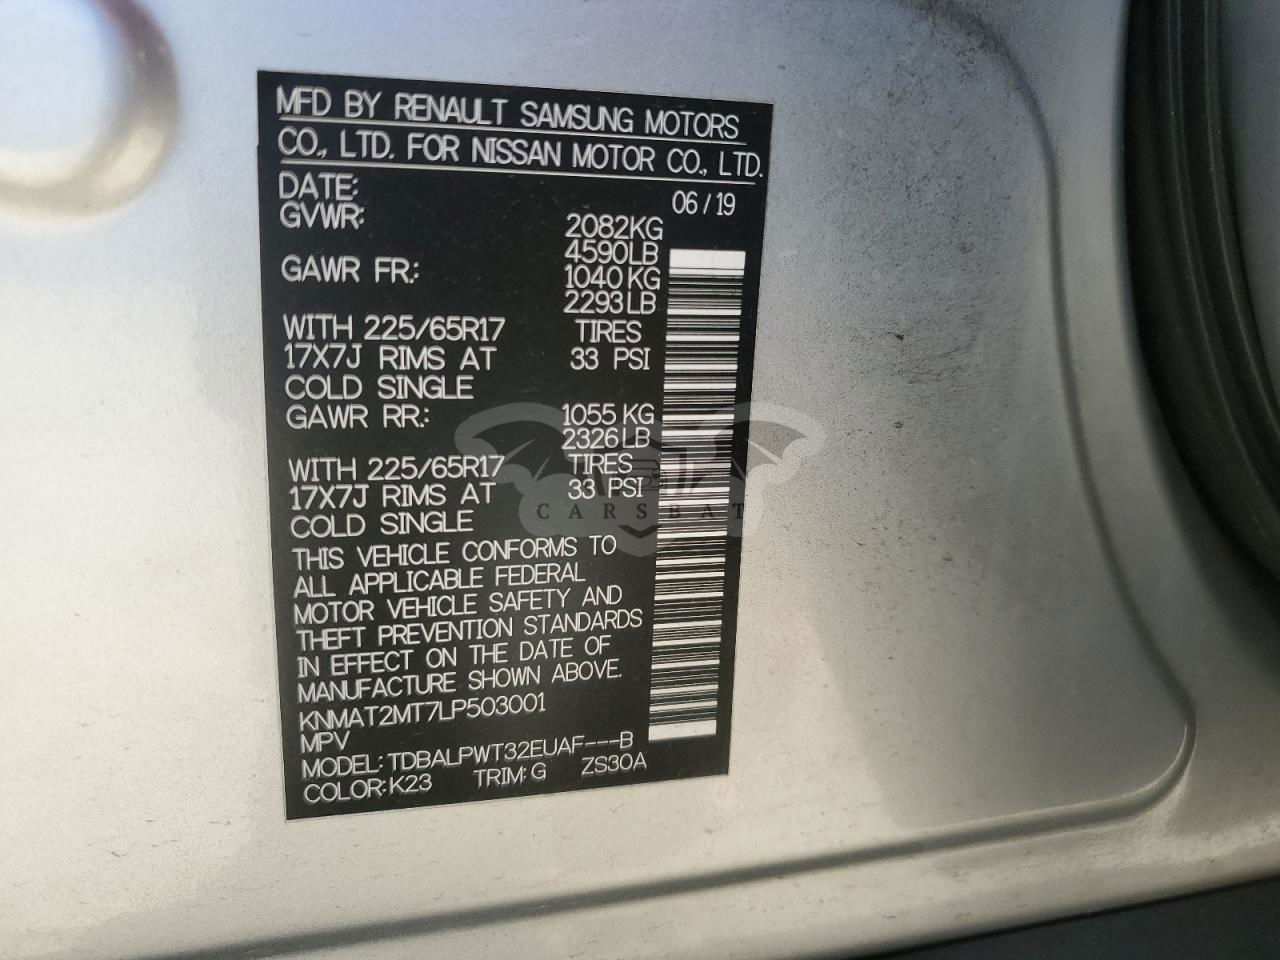 MFD BY RENAULT SAMSUNG MOTORS
CO., LTD. FOR NISSAN MOTOR CO., LTD.
DATE: 06 / 19
GVWR: 2082KG
4590LB
GAWR FR.: 1040 KG
2293 LB
WITH 225/65R17 TIRES
17X7J RIMS AT 33 PSI
COLD SINGLE
GAWR RR.: 1055 KG
2326 LB
WITH 225/65R17 TIRES
17X7J RIMS AT 33 PSI
COLD SINGLE
THIS VEHICLE CONFORMS TO
ALL APPLICABLE FEDERAL
MOTOR VEHICLE SAFETY AND
THEFT PREVENTION STANDARDS
IN EFFECT ON THE DATE OF
MANUFACTURE SHOWN ABOVE.
KNMAT2MT7LP503001
MPV
MODEL: TDBALPWT32EUAF---B
COLOR: K23 TRIM: G ZS30A
CARSBAT